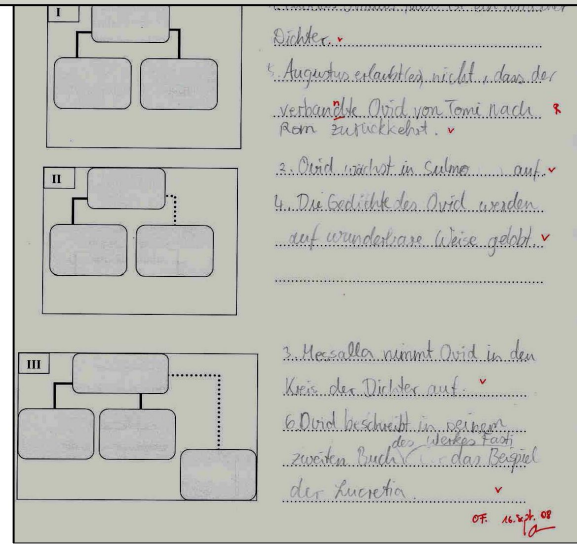 I
Dichter.
5. Augustus erlaubt(e) nicht, dass der
verbandte Ovid von Tomi nach R
n
Rom zurückkehrt.
II
2. Ovid wächst in Sulmo auf.
4. Die Gedichte des Ovid werden
auf wunderbare Weise gelobt.
III
3. Messalla nimmt Ovid in den
Kreis der Dichter auf.
6. Ovid beschreibt in seinem
des Werkes Fasti
zweiten Buch das Beispiel
der Lucretia.
OF. 16. Sept. 08